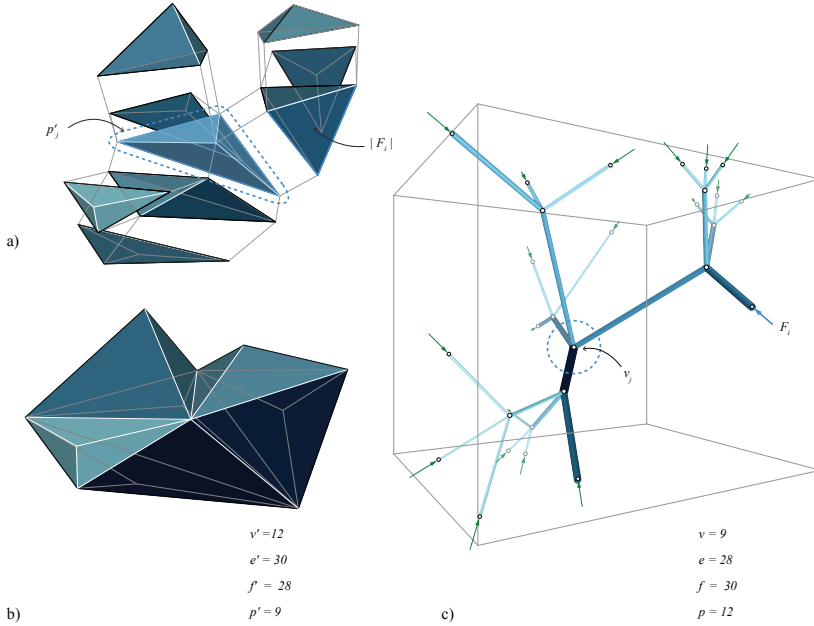 p'j
| Fi |
a)
Fi
vj
v' =12
e' = 30
f' = 28
p' = 9
b)
v = 9
e = 28
f = 30
p = 12
c)